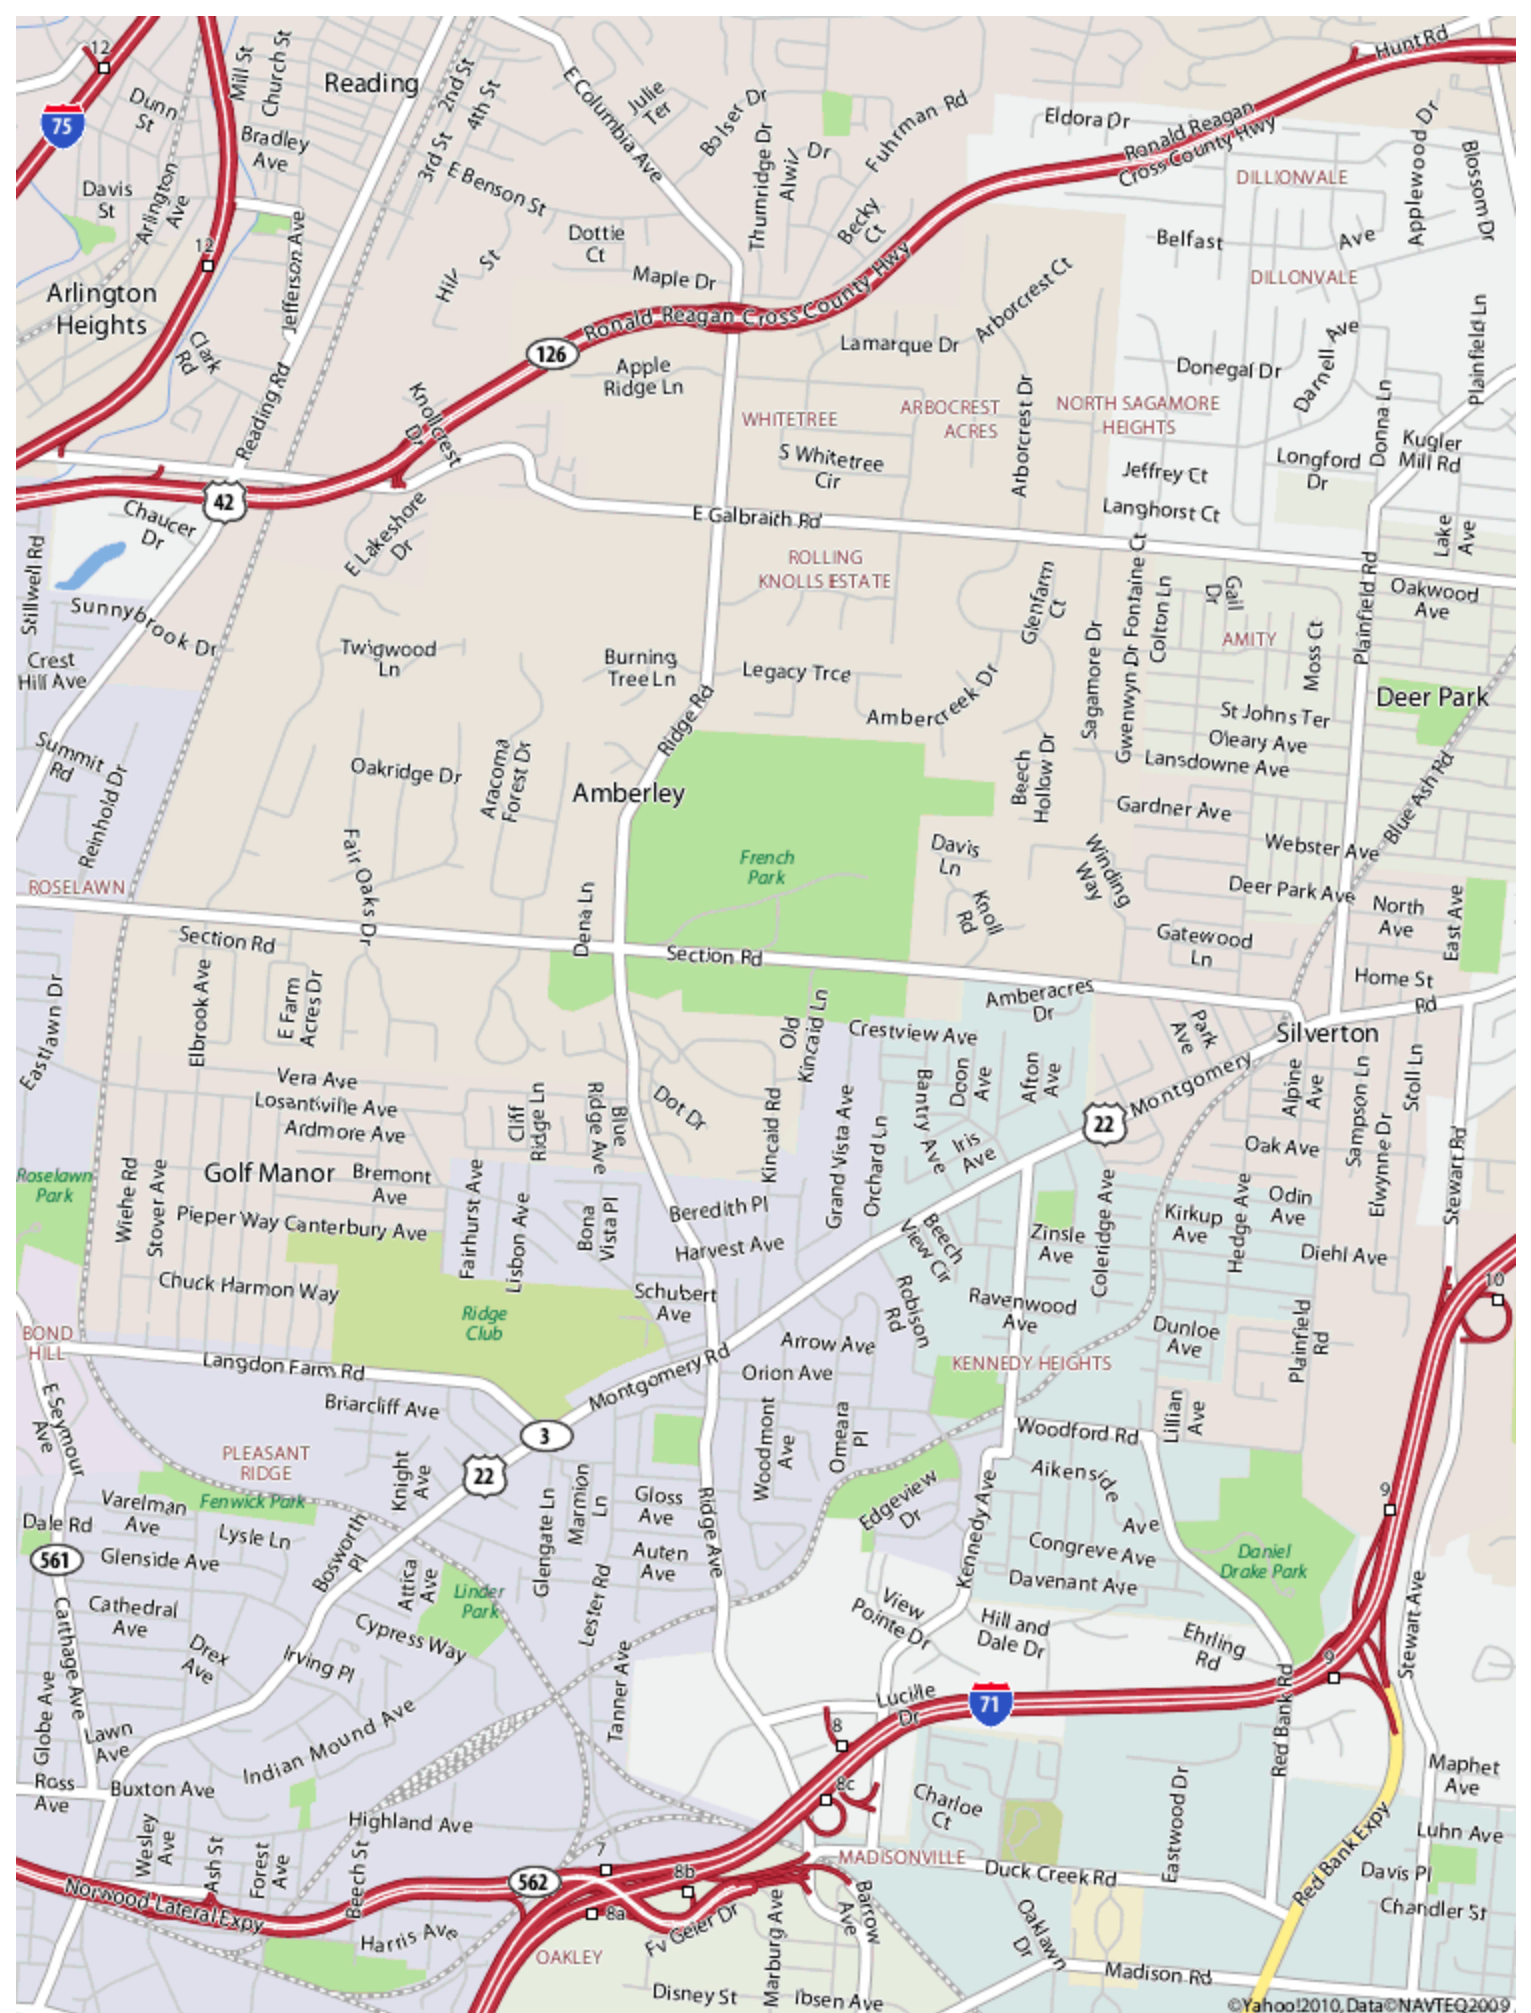 12
Dunn
St
Mill St
Church St
Reading
2nd St
4th St
E Columbia Ave
Julie
Ter
Bolser Dr
Thurnridge Dr
Alwil Dr
Fuhrman Rd
Hunt Rd
Eldora Dr
Ronald Reagan
Cross County Hwy
Applewood Dr
Blossom Dr
75
Bradley
Ave
3rd St
E Benson St
Davis
St
Arlington
Ave
DILLIONVALE
Becky
Ct
Belfast
Ave
12
Jefferson Ave
Dottie
Ct
Hill St
Maple Dr
DILLONVALE
Arlington
Heights
Ronald Reagan Cross County Hwy
Arborcrest Ct
Plainfield Ln
Clark
Rd
126
Lamarque Dr
Apple
Ridge Ln
Donegal Dr
Darnell Ave
Reading Rd
Knollcrest
Dr
WHITETREE
ARBOCREST
ACRES
Arborcrest Dr
NORTH SAGAMORE
HEIGHTS
Donna Ln
Kugler
Mill Rd
S Whitetree
Cir
Jeffrey Ct
Longford
Dr
42
Chaucer
Dr
E Lakeshore
Dr
E Galbraith Rd
Langhorst Ct
Lake
Ave
Stillwell Rd
ROLLING
KNOLLS ESTATE
Glenfarm
Ct
Fontaine Ct
Colton Ln
Gail
Dr
Plainfield Rd
Oakwood
Ave
Sunnybrook Dr
Twigwood
Ln
Burning
Tree Ln
Legacy Trce
Sagamore Dr
Gwenwyn Dr
AMITY
Moss Ct
Crest
Hill Ave
Ridge Rd
Ambercreek Dr
Deer Park
St Johns Ter
Oleary Ave
Lansdowne Ave
Summit
Rd
Reinhold Dr
Oakridge Dr
Aracoma
Forest Dr
Amberley
Beech
Hollow Dr
Blue Ash Rd
Gardner Ave
Fair Oaks Dr
French
Park
Davis
Ln
Winding
Way
Webster Ave
ROSELAWN
Dena Ln
Knoll
Rd
Deer Park Ave
North
Ave
East Ave
Section Rd
Section Rd
Gatewood
Ln
Home St
Eastlawn Dr
Elbrook Ave
E Farm
Acres Dr
Old
Kincaid Ln
Amberacres
Dr
Crestview Ave
Park
Ave
Rd
Silverton
Vera Ave
Losantiville Ave
Ardmore Ave
Cliff
Ridge Ln
Blue
Ridge Ave
Dot Dr
Kincaid Rd
Grand Vista Ave
Orchard Ln
Bantry Ave
Doon
Ave
Afton
Ave
Iris
Ave
22
Montgomery
Alpine
Ave
Sampson Ln
Stoll Ln
Elwynne Dr
Oak Ave
Stewart Rd
Roselawn
Park
Wiehe Rd
Stover Ave
Golf Manor
Bremont
Ave
Pieper Way
Canterbury Ave
Fairhurst Ave
Lisbon Ave
Bona
Vista Pl
Beredith Pl
Harvest Ave
Beech
View Cir
Zinsle
Ave
Coleridge Ave
Kirkup
Ave
Hedge Ave
Odin
Ave
Diehl Ave
Chuck Harmon Way
Schubert
Ave
Robison
Rd
Ravenwood
Ave
10
BOND
HILL
Ridge
Club
Dunloe
Ave
Plainfield
Rd
Langdon Farm Rd
Montgomery Rd
Arrow Ave
Orion Ave
KENNEDY HEIGHTS
E Seymour
Ave
Briarcliff Ave
3
Woodmont
Ave
Omeara
Pl
Woodford Rd
Lillian
Ave
PLEASANT
RIDGE
22
Knight
Ave
Aikenside
Ave
Edgeview
Dr
Fenwick Park
Varelman
Ave
Dale Rd
Lysle Ln
Glengate Ln
Marmion
Ln
Gloss
Ave
Ridge Ave
Kennedy Ave
9
561
Glenside Ave
Bosworth
Pl
Auten
Ave
Congreve Ave
Daniel
Drake Park
Attica
Ave
Linder
Park
Davenant Ave
Cathedral
Ave
Carthage Ave
Cypress Way
Lester Rd
View
Pointe Dr
Hill and
Dale Dr
Ehrling
Rd
Stewart Ave
Drex
Ave
Irving Pl
Tanner Ave
9
Globe Ave
Lucille
Dr
71
Red Bank Rd
Lawn
Ave
Indian Mound Ave
8
Ross
Ave
Buxton Ave
8c
Maphet
Ave
Charloe
Ct
Eastwood Dr
Wesley
Ave
Highland Ave
Luhn Ave
Red Bank Expy
Ash St
Forest
Ave
Beech St
7
MADISONVILLE
Duck Creek Rd
Davis Pl
562
8b
Norwood Lateral Expy
8a
Fv Geier Dr
Barrow
Ave
Chandler St
Harris Ave
OAKLEY
Marburg Ave
Oaklawn
Dr
Madison Rd
Disney St
Ibsen Ave
©Yahoo!2010, Data©NAVTEQ2009